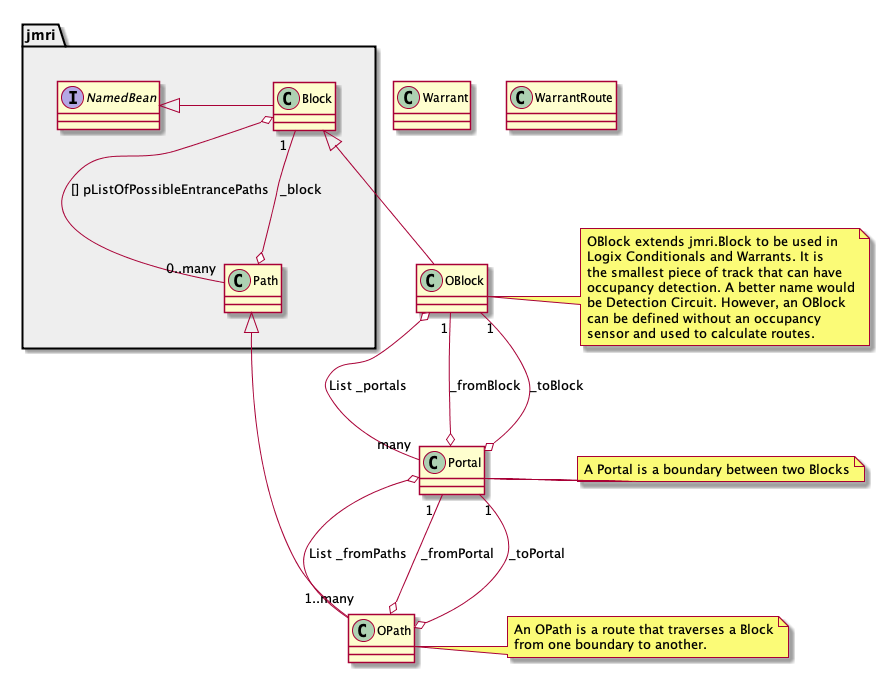 jmri
I NamedBean
C Block
C Warrant
C WarrantRoute
1
[] pListOfPossibleEntrancePaths
_block
0..many
C Path
C OBlock
OBlock extends jmri.Block to be used in
Logix Conditionals and Warrants. It is
the smallest piece of track that can have
occupancy detection. A better name would
be Detection Circuit. However, an OBlock
can be defined without an occupancy
sensor and used to calculate routes.
1
1
List _portals
_fromBlock
_toBlock
many
C Portal
A Portal is a boundary between two Blocks
1
1
List _fromPaths
_fromPortal
_toPortal
1..many
C OPath
An OPath is a route that traverses a Block
from one boundary to another.